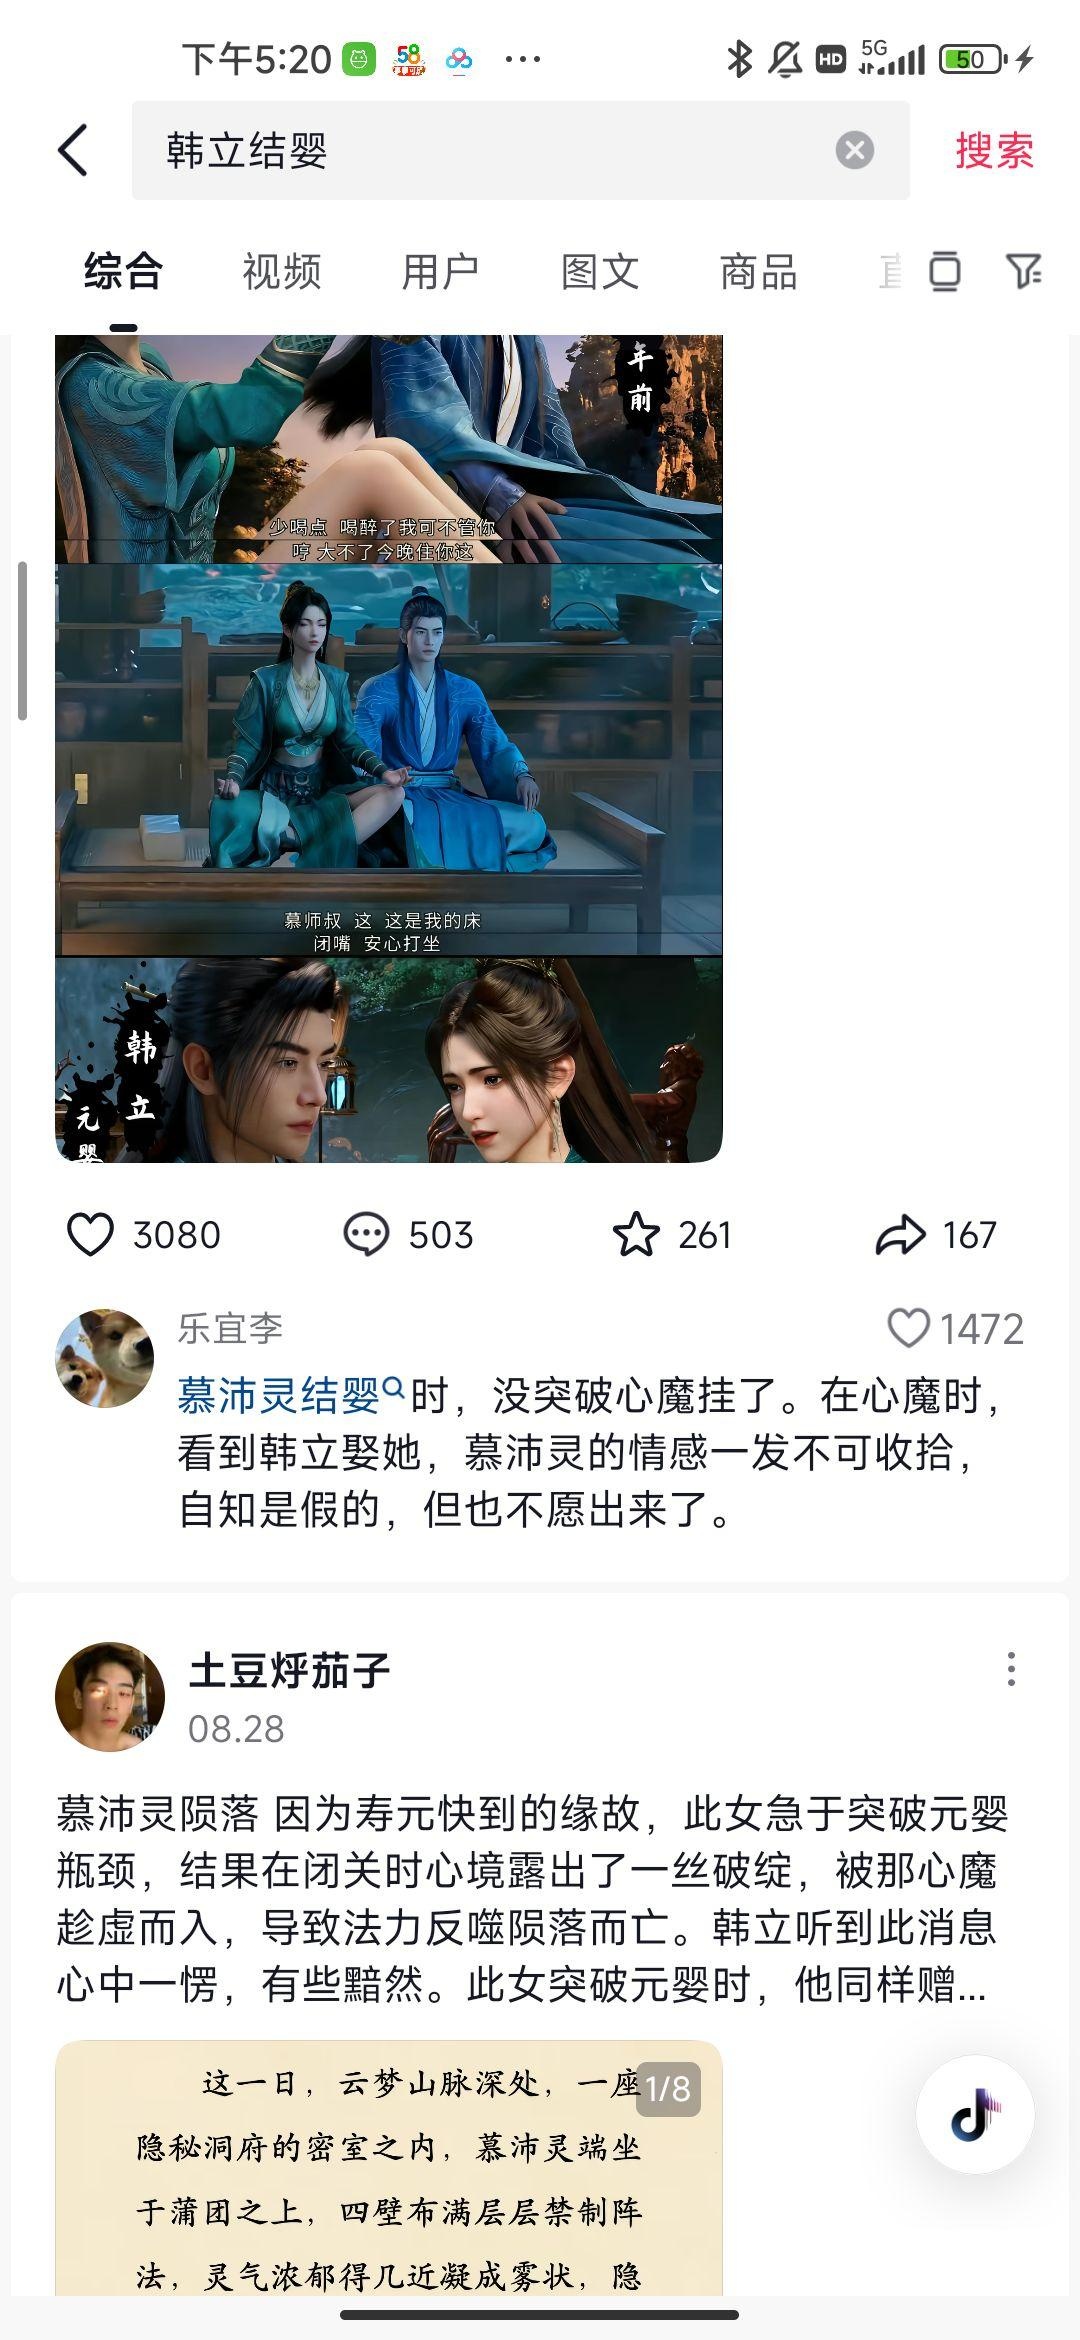 下午5:20
58
HD
5G
50
韩立结婴
搜索
综合
视频
用户
图文
商品
年前
少喝点 喝醉了我可不管你
哼 大不了今晚住你这
慕师叔 这 这是我的床
闭嘴 安心打坐
韩立
元婴
3080
503
261
167
乐宜李
1472
慕沛灵结婴时，没突破心魔挂了。在心魔时，
看到韩立娶她，慕沛灵的情感一发不可收拾，
自知是假的，但也不愿出来了。
土豆烀茄子
08.28
慕沛灵陨落 因为寿元快到的缘故，此女急于突破元婴
瓶颈，结果在闭关时心境露出了一丝破绽，被那心魔
趁虚而入，导致法力反噬陨落而亡。韩立听到此消息
心中一愣，有些黯然。此女突破元婴时，他同样赠...
1/8
这一日，云梦山脉深处，一座
隐秘洞府的密室之内，慕沛灵端坐
于蒲团之上，四壁布满层层禁制阵
法，灵气浓郁得几近凝成雾状，隐